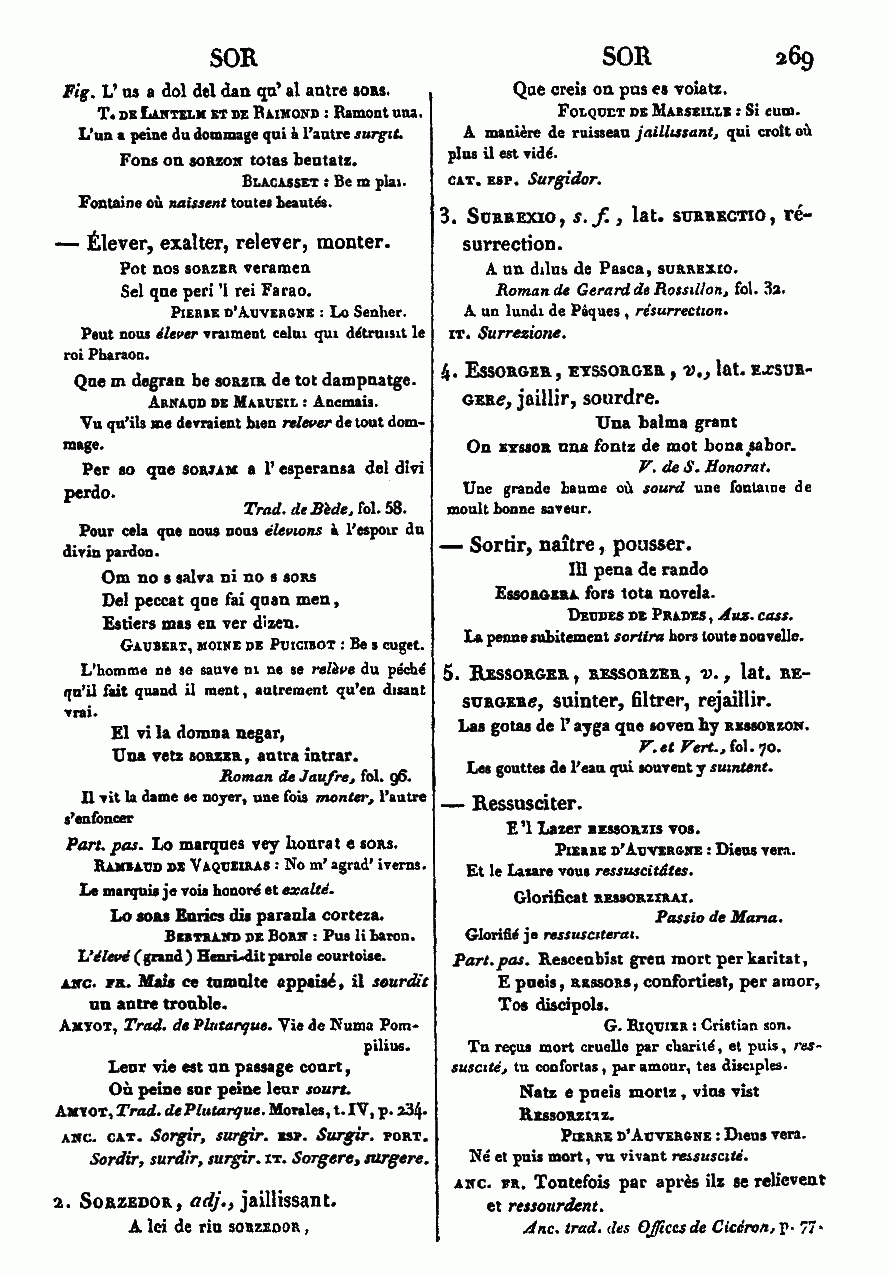 SOR SOR 269
Fig. L' us a dol del dan qu' al autre SORS.
T. DE LANTELM ET DE RAIMOND : Ramont una.
L'un a peine du dommage qui à l'autre surgit.
Fons on SORZON totas beutatz.
BLACASSET : Be m plai.
Fontaine où naissent toutes beautés.
— Élever, exalter, relever, monter.
Pot nos SORZER veramen
Sel que peri 'l rei Farao.
PIERRE D'AUVERGNE : Lo Senher.
Peut nous élever vraiment celui qui détruisit le
roi Pharaon.
Que m degran be SORZIR de tot dampnatge.
ARNAUD DE MARUEIL : Anemais.
Vu qu'ils me devraient bien relever de tout dom-
mage.
Per so que SORJAM a l' esperansa del divi
perdo.
Trad. de Bède, fol. 58.
Pour cela que nous nous élevions à l'espoir du
divin pardon.
Om no s salva ni no s SORS
Del peccat que fai quan men,
Estiers mas en ver dizen.
GAUBERT, MOINE DE PUICIBOT : Be s cuget.
L'homme ne se sauve ni ne se relève du péché
qu'il fait quand il ment, autrement qu'en disant
vrai.
El vi la domna negar,
Una vetz SORZER, autra intrar.
Roman de Jaufre, fol. 96.
Il vit la dame se noyer, une fois monter, l'autre
s'enfoncer
Part. pas. Lo marques vey honrat e SORS.
RAMBAUD DE VAQUEIRAS : No m' agrad' iverns.
Le marquis je vois honoré et exalté.
Lo SORS Enrics dis paraula corteza.
BERTRAND DE BORN : Pus li baron.
L'élevé (grand) Henri dit parole courtoise.
ANC. FR. Mais ce tumulte appaisé, il sourdit
un autre trouble.
AMYOT, Trad. de Plutarque. Vie de Numa Pom-
pilius.
Leur vie est un passage court,
Où peine sur peine leur sourt.
AMYOT, Trad. de Plutarque. Morales, t. IV, p. 234.
ANC. CAT. Sorgir, surgir. ESP. Surgir. PORT.
Sordir, surdir, surgir. IT. Sorgere, surgere.
2. SORZEDOR, adj., jaillissant.
A lei de riu SORZEDOR,
Que creis on pus es voiatz.
FOLQUET DE MARSEILLE : Si cum.
A manière de ruisseau jaillissant, qui croît où
plus il est vidé.
CAT. ESP. Surgidor.
3. SURREXIO, s. f., lat. SURRECTIO, ré-
surrection.
A un dilus de Pasca, SURREXIO.
Roman de Gerard de Rossillon, fol. 32.
A un lundi de Pâques, résurrection.
IT. Surrezione.
4. ESSORGER, EYSSORGER, v., lat. EXSUR-
GERe, jaillir, sourdre.
Una balma grant
On EYSSOR una fontz de mot bona sabor.
V. de S. Honorat.
Une grande baume où sourd une fontaine de
moult bonne saveur.
— Sortir, naître, pousser.
Ill pena de rando
ESSORGERA fors tota novela.
DEUDES DE PRADES, Aus. cass.
La penne subitement sortira hors toute nouvelle.
5. RESSORGER, RESSORZER, v., lat. RE-
SURGERe, suinter, filtrer, rejaillir.
Las gotas de l' ayga que soven hy RESSORZON.
V. et Vert., fol. 70.
Les gouttes de l'eau qui souvent y suintent.
— Ressusciter.
E 'l Lazer RESSORZIS vos.
PIERRE D'AUVERGNE : Dieus vera.
Et le Lazare vous ressuscitâtes.
Glorificat RESSORZIRAI.
Passio de Maria.
Glorifié je ressusciterai.
Part. pas. Rescenbist greu mort per karitat,
E pueis, RESSORS, confortiest, per amor,
Tos discipols.
G. RIQUIER : Cristian son.
Tu reçus mort cruelle par charité, et puis, res-
suscité, tu confortas, par amour, tes disciples.
Natz e pueis mortz, vius vist
RESSORZITZ.
PIERRE D'AUVERGNE : Dieus vera.
Né et puis mort, vu vivant ressuscité.
ANC. FR. Toutefois par après ilz se relievent
et ressourdent.
Anc. trad. des Offices de Cicéron, p. 77.